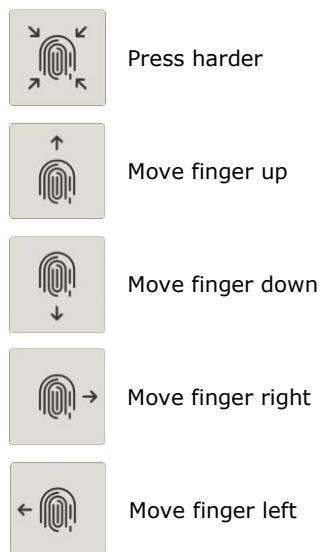 Press harder
Move finger up
Move finger down
Move finger right
Move finger left